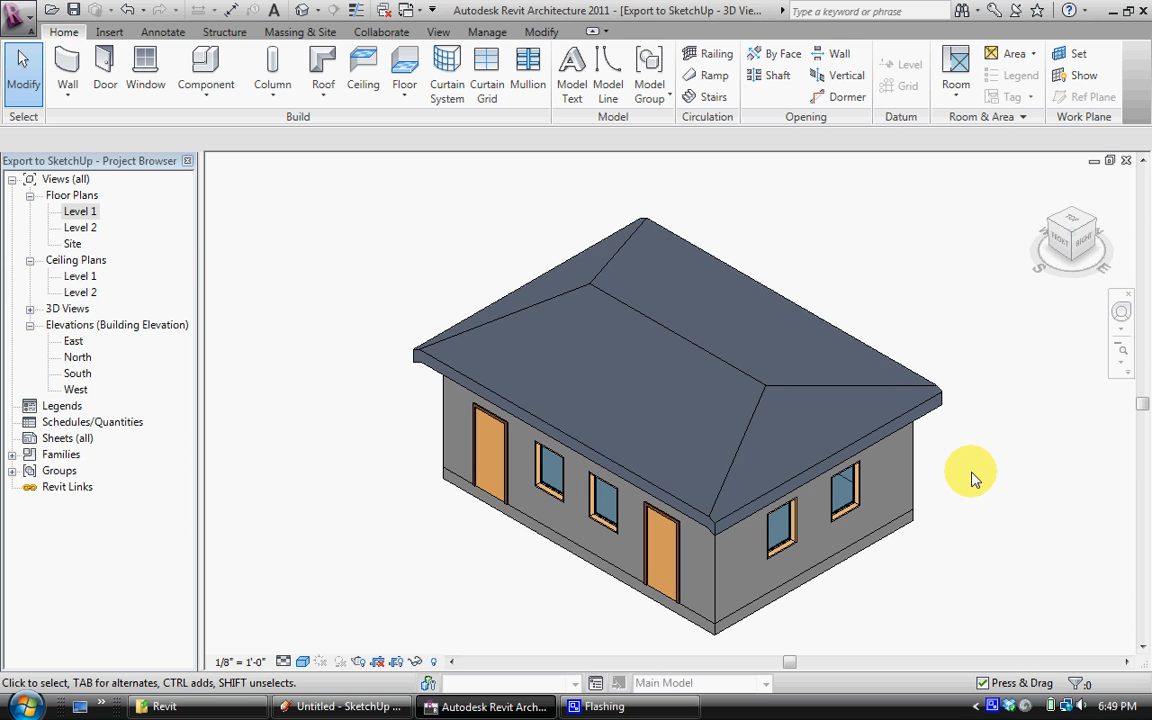 Autodesk Revit Architecture 2011 - [Export to SketchUp - 3D Vie...
Type a keyword or phrase
Home Insert Annotate Structure Massing & Site Collaborate View Manage Modify
Modify Wall Door Window Component Column Roof Ceiling Floor Curtain System Curtain Grid Mullion Model Text Model Line Model Group
Railing Ramp Stairs
By Face Shaft Wall Vertical Dormer
Level Grid
Room Area Legend Tag
Set Show Ref Plane
Select Build Model Circulation Opening Datum Room & Area Work Plane
Export to SketchUp - Project Browser
Views (all)
Floor Plans
Level 1
Level 2
Site
Ceiling Plans
Level 1
Level 2
3D Views
Elevations (Building Elevation)
East
North
South
West
Legends
Schedules/Quantities
Sheets (all)
Families
Groups
Revit Links
TOP
FRONT RIGHT
S E
1/8" = 1'-0"
Click to select, TAB for alternates, CTRL adds, SHIFT unselects.
Main Model
Press & Drag
:0
Revit
Untitled - SketchUp ...
Autodesk Revit Arch...
Flashing
6:49 PM